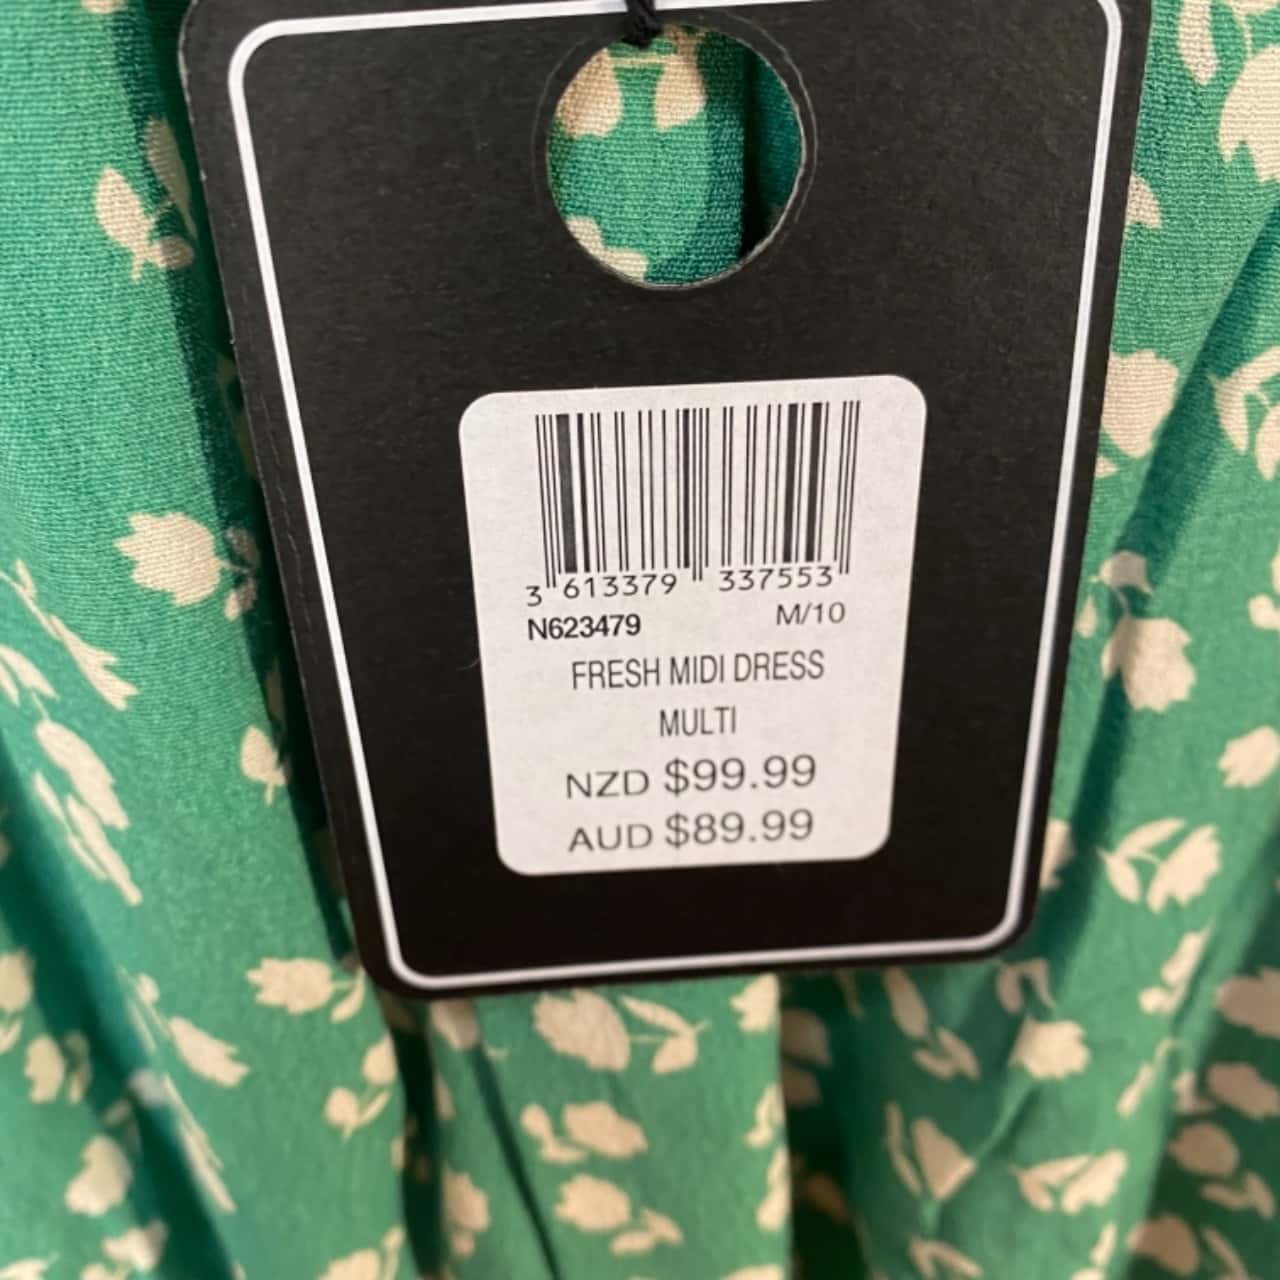 3 613379 337553
N623479 M/10
FRESH MIDI DRESS
MULTI
NZD $99.99
AUD $89.99